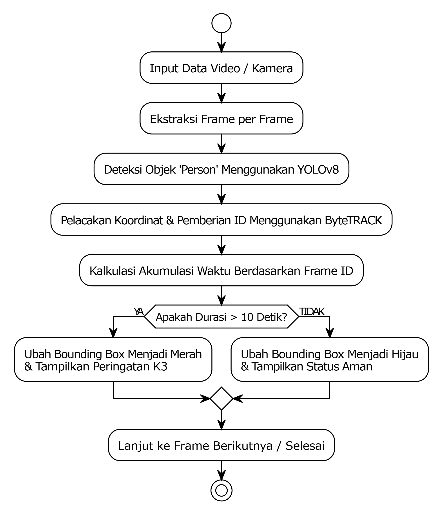 Input Data Video / Kamera
Ekstraksi Frame per Frame
Deteksi Objek 'Person' Menggunakan YOLOv8
Pelacakan Koordinat & Pemberian ID Menggunakan ByteTRACK
Kalkulasi Akumulasi Waktu Berdasarkan Frame ID
YA
Apakah Durasi > 10 Detik?
TIDAK
Ubah Bounding Box Menjadi Merah
& Tampilkan Peringatan K3
Ubah Bounding Box Menjadi Hijau
& Tampilkan Status Aman
Lanjut ke Frame Berikutnya / Selesai